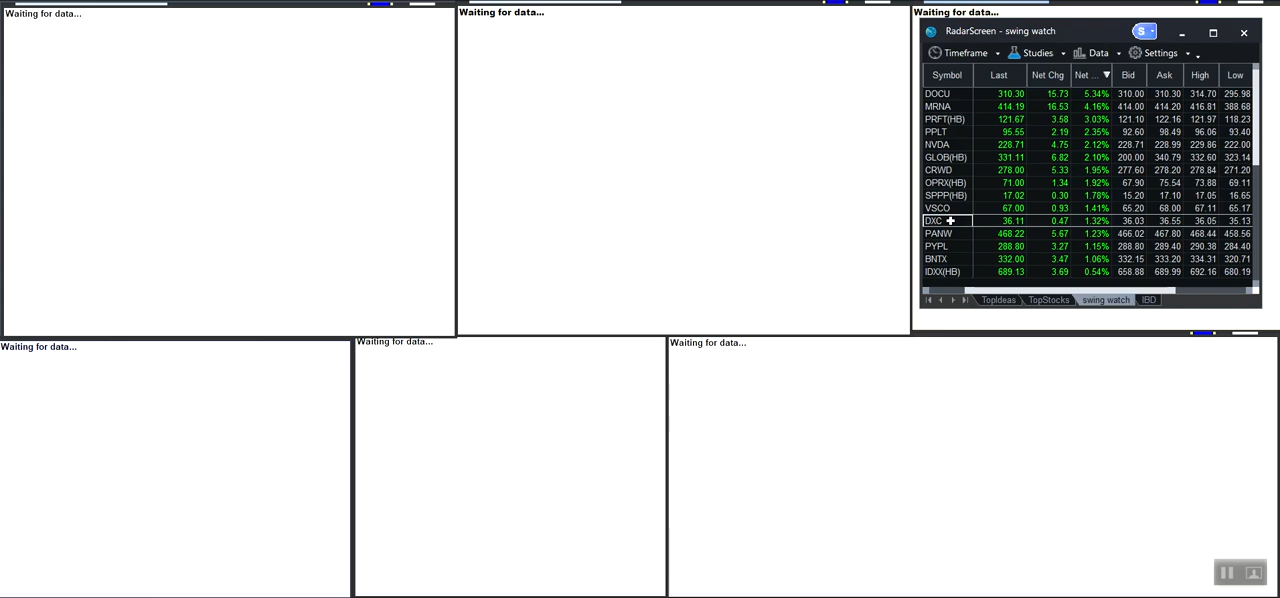 Waiting for data...
Waiting for data...
Waiting for data...
RadarScreen - swing watch
S
Timeframe Studies Data Settings
Symbol Last Net Chg Net ... Bid Ask High Low
DOCU 310.30 15.73 5.34% 310.00 310.30 314.70 295.98
MRNA 414.19 16.53 4.16% 414.00 414.20 416.81 388.68
PRFT(HB) 121.67 3.58 3.03% 121.10 122.16 121.97 118.23
PPLT 95.55 2.19 2.35% 92.60 98.49 96.06 93.40
NVDA 228.71 4.75 2.12% 228.71 228.99 229.86 222.00
GLOB(HB) 331.11 6.82 2.10% 200.00 340.79 332.60 323.14
CRWD 278.00 5.33 1.95% 277.60 278.20 278.84 271.20
OPRX(HB) 71.00 1.34 1.92% 67.90 75.54 73.88 69.11
SPPP(HB) 17.02 0.30 1.78% 15.20 17.10 17.05 16.65
VSCO 67.00 0.93 1.41% 65.20 68.00 67.11 65.17
DXC 36.11 0.47 1.32% 36.03 36.55 36.05 35.13
PANW 468.22 5.67 1.23% 466.02 467.80 468.44 458.56
PYPL 288.80 3.27 1.15% 288.80 289.40 290.38 284.40
BNTX 332.00 3.47 1.06% 332.15 333.20 334.31 320.71
IDXX(HB) 689.13 3.69 0.54% 658.88 689.99 692.16 680.19
TopIdeas TopStocks swing watch IBD
Waiting for data...
Waiting for data...
Waiting for data...